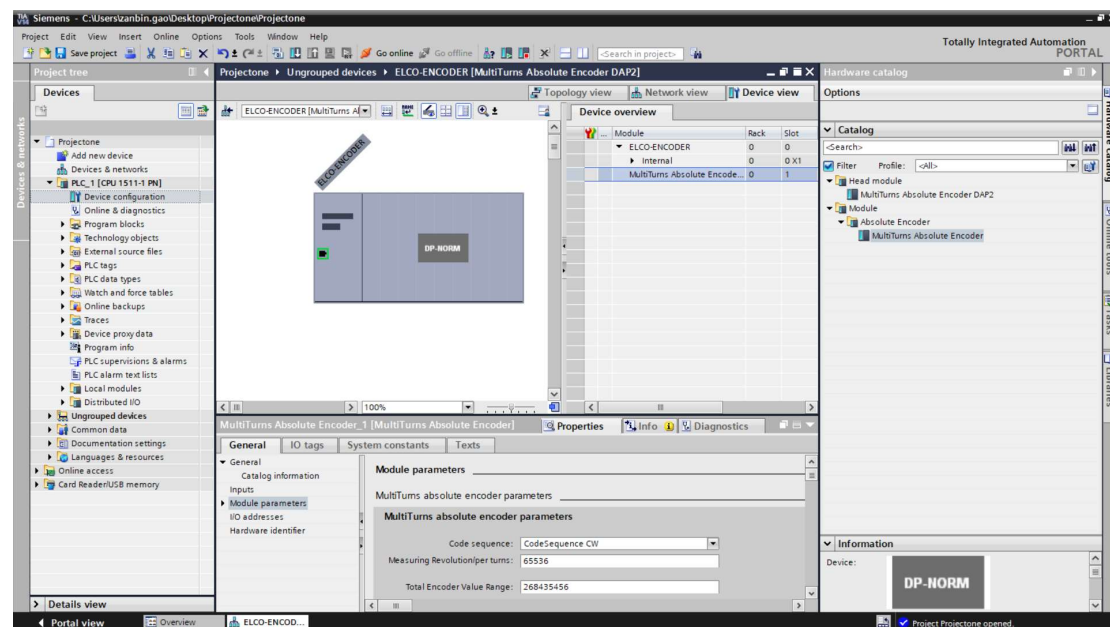 Siemens - C:\Users\zanbin.gao\Desktop\Projectone\Projectone
Project Edit View Insert Online Options Tools Window Help
Totally Integrated Automation
PORTAL
Save project Go online Go offline <Search in project>
Project tree
Devices
Projectone
Add new device
Devices & networks
PLC_1 [CPU 1511-1 PN]
Device configuration
Online & diagnostics
Program blocks
Technology objects
External source files
PLC tags
PLC data types
Watch and force tables
Online backups
Traces
Device proxy data
Program info
PLC supervisions & alarms
PLC alarm text lists
Local modules
Distributed I/O
Ungrouped devices
Common data
Documentation settings
Languages & resources
Online access
Card Reader/USB memory
Details view
Devices & networks
Projectone Ungrouped devices ELCO-ENCODER [MultiTurns Absolute Encoder DAP2]
Topology view Network view Device view
ELCO-ENCODER [MultiTurns A
ELCO-ENCODER
DP-NORM
100%
Device overview
... Module Rack Slot
ELCO-ENCODER 0 0
Internal 0 0 X1
MultiTurns Absolute Encode... 0 1
MultiTurns Absolute Encoder_1 [MultiTurns Absolute Encoder]
Properties Info Diagnostics
General IO tags System constants Texts
General
Catalog information
Inputs
Module parameters
I/O addresses
Hardware identifier
Module parameters
MultiTurns absolute encoder parameters
MultiTurns absolute encoder parameters
Code sequence: CodeSequence CW
Measuring Revolution/per turns: 65536
Total Encoder Value Range: 268435456
Hardware catalog
Options
Catalog
<Search>
Filter Profile: <All>
Head module
MultiTurns Absolute Encoder DAP2
Module
Absolute Encoder
MultiTurns Absolute Encoder
Information
Device:
DP-NORM
Hardware catalog
Online tools
Tasks
Libraries
Portal view Overview ELCO-ENCOD... Project Projectone opened.